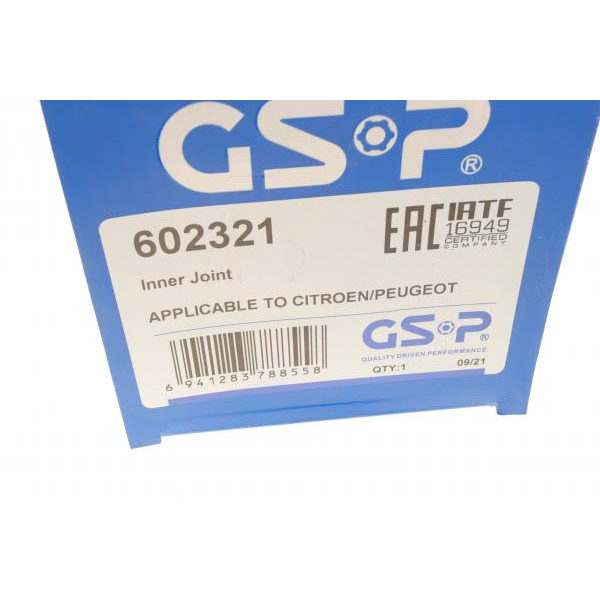 GSP®
602321
EAC
IATF
16949
CERTIFIED
COMPANY
Inner Joint
APPLICABLE TO CITROEN/PEUGEOT
GSP
QUALITY DRIVEN PERFORMANCE
6 941283 788558
QTY:1
09/21